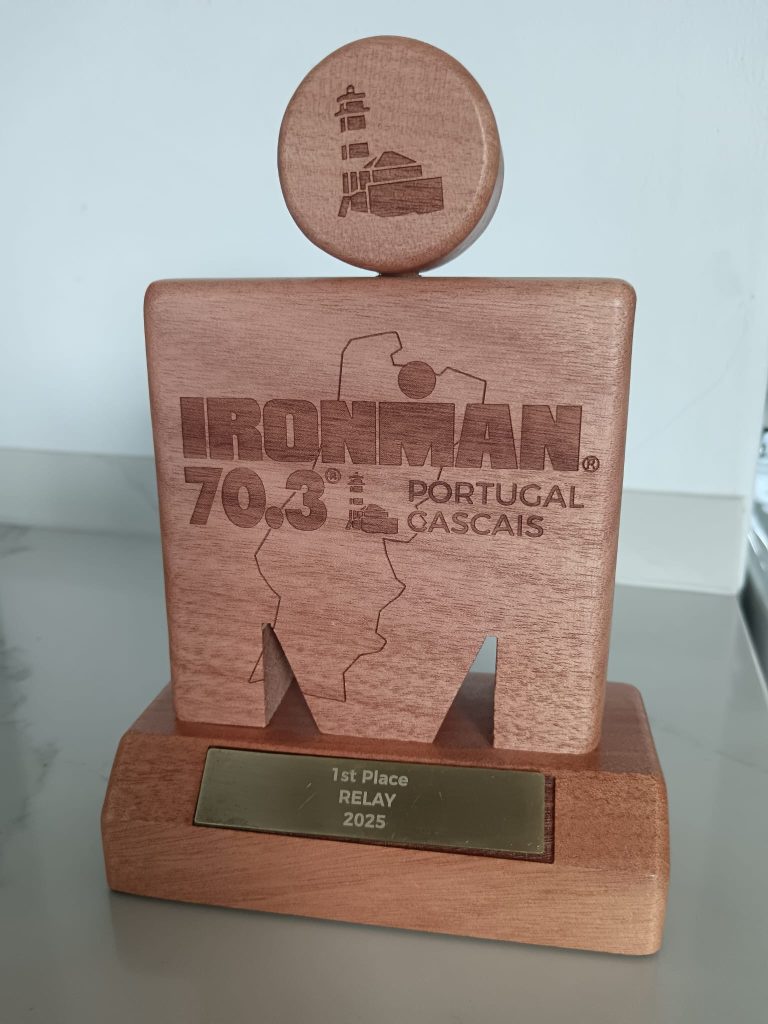 IRONMAN®
70.3® PORTUGAL
CASCAIS
1st Place
RELAY
2025